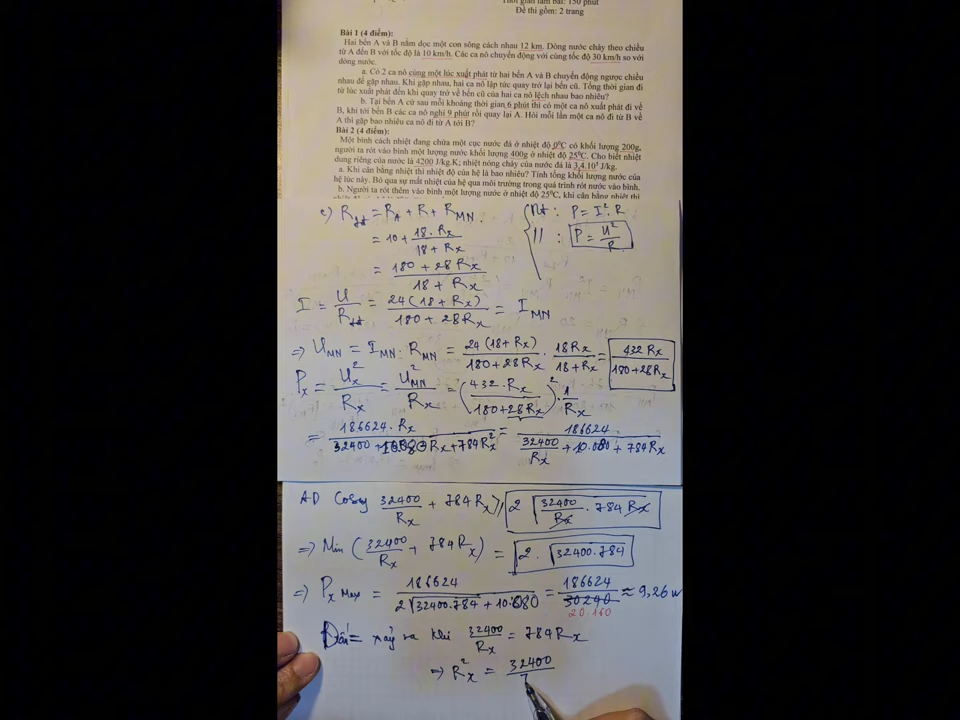 Thời gian làm bài: 150 phút
Đề thi gồm: 2 trang
Bài 1 (4 điểm):
Hai bến A và B nằm dọc một con sông cách nhau 12 km. Dòng nước chảy theo chiều
từ A đến B với tốc độ là 10 km/h. Các ca nô chuyển động với cùng tốc độ 30 km/h so với
dòng nước.
a. Có 2 ca nô cùng một lúc xuất phát từ hai bến A và B chuyển động ngược chiều
nhau để gặp nhau. Khi gặp nhau, hai ca nô lập tức quay trở lại bến cũ. Tổng thời gian đi
từ lúc xuất phát đến khi quay trở về bến cũ của hai ca nô lệch nhau bao nhiêu?
b. Tại bến A cứ sau mỗi khoảng thời gian 6 phút thì có một ca nô xuất phát đi về
B, khi tới bến B các ca nô nghỉ 9 phút rồi quay lại A. Hỏi mỗi lần một ca nô đi từ B về
A thì gặp bao nhiêu ca nô đi từ A tới B?
Bài 2 (4 điểm):
Một bình cách nhiệt đang chứa một cục nước đá ở nhiệt độ 0°C có khối lượng 200g,
người ta rót vào bình một lượng nước khối lượng 400g ở nhiệt độ 25°C. Cho biết nhiệt
dung riêng của nước là 4200 J/kg.K; nhiệt nóng chảy của nước đá là 3,4.10⁵ J/kg.
a. Khi cân bằng nhiệt thì nhiệt độ của hệ là bao nhiêu? Tính tổng khối lượng nước của
hệ lúc này. Bỏ qua sự mất nhiệt của hệ qua môi trường trong quá trình rót nước vào bình.
b. Người ta rót thêm vào bình một lượng nước ở nhiệt độ 25°C, khi cân bằng nhiệt thì
c) Rtđ = RA + R + RMN.
= 10 + 18.Rx / 18 + Rx
= 180 + 28Rx / 18 + Rx
Nt : P = I². R
// : P = U² / R.
I = U / Rtđ = 24(18 + Rx) / 180 + 28Rx = IMN
=> UMN = IMN. RMN = 24(18+Rx) / 180+28Rx . 18Rx / 18+Rx = 432 Rx / 180+28Rx
Px = Ux² / Rx = UMN² / Rx = (432.Rx / 180+28Rx)² . 1 / Rx
= 186624.Rx / 32400 + 10080Rx + 784Rx² = 186624 / 32400/Rx + 10.080 + 784Rx
AD Cosy 32400 / Rx + 784Rx ≥ 2 √32400/Rx . 784Rx
=> Min (32400 / Rx + 784Rx) = 2. √32400.784
=> Px Max = 186624 / 2√32400.784 + 10.080 = 186624 / 30240 ≈ 9,26 w
20.160
Dấu = xảy ra khi 32400 / Rx = 784Rx
=> Rx² = 32400 / 7